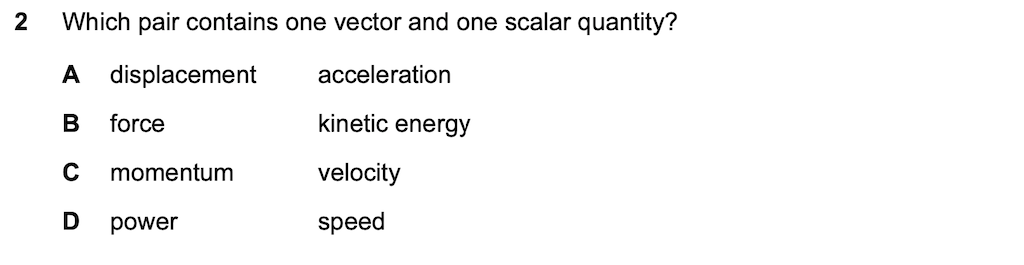 2 Which pair contains one vector and one scalar quantity?
A displacement acceleration
B force kinetic energy
C momentum velocity
D power speed